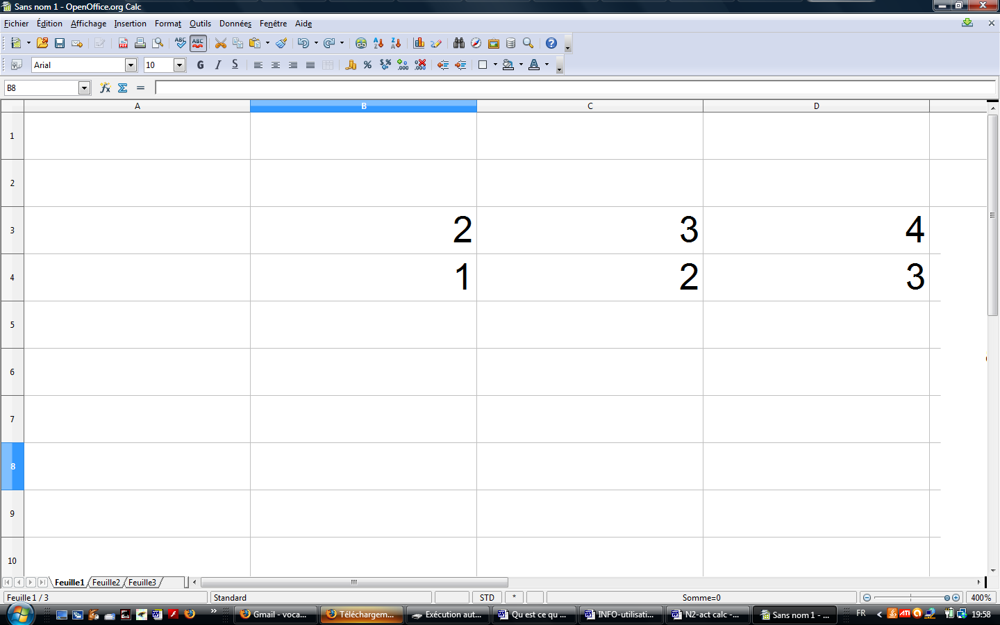 Sans nom 1 - OpenOffice.org Calc
Fichier Édition Affichage Insertion Format Outils Données Fenêtre Aide
Arial 10 G I S
B8
A B C D
1
2
3 2 3 4
4 1 2 3
5
6
7
8
9
10
Feuille1 Feuille2 Feuille3
Feuille 1 / 3 Standard STD * Somme=0 400%
Gmail - voca... Téléchargem... Exécution aut... Qu est ce qu ... INFO-utilisati... N2-act calc -... Sans nom 1 - ... FR 19:58